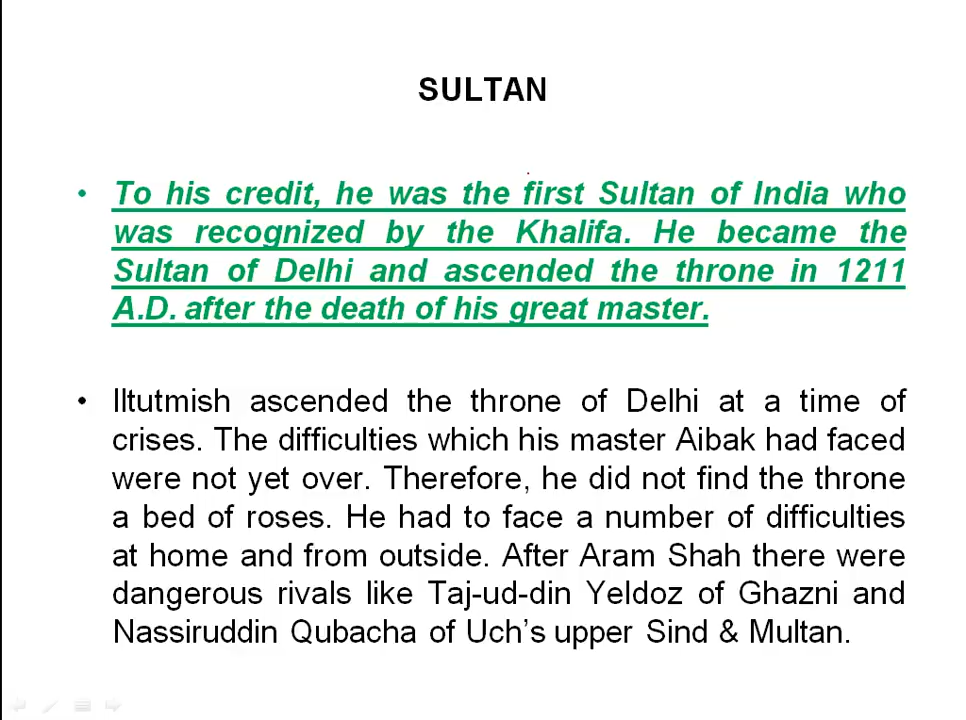 SULTAN
• To his credit, he was the first Sultan of India who
was recognized by the Khalifa. He became the
Sultan of Delhi and ascended the throne in 1211
A.D. after the death of his great master.
• Iltutmish ascended the throne of Delhi at a time of
crises. The difficulties which his master Aibak had faced
were not yet over. Therefore, he did not find the throne
a bed of roses. He had to face a number of difficulties
at home and from outside. After Aram Shah there were
dangerous rivals like Taj-ud-din Yeldoz of Ghazni and
Nassiruddin Qubacha of Uch’s upper Sind & Multan.